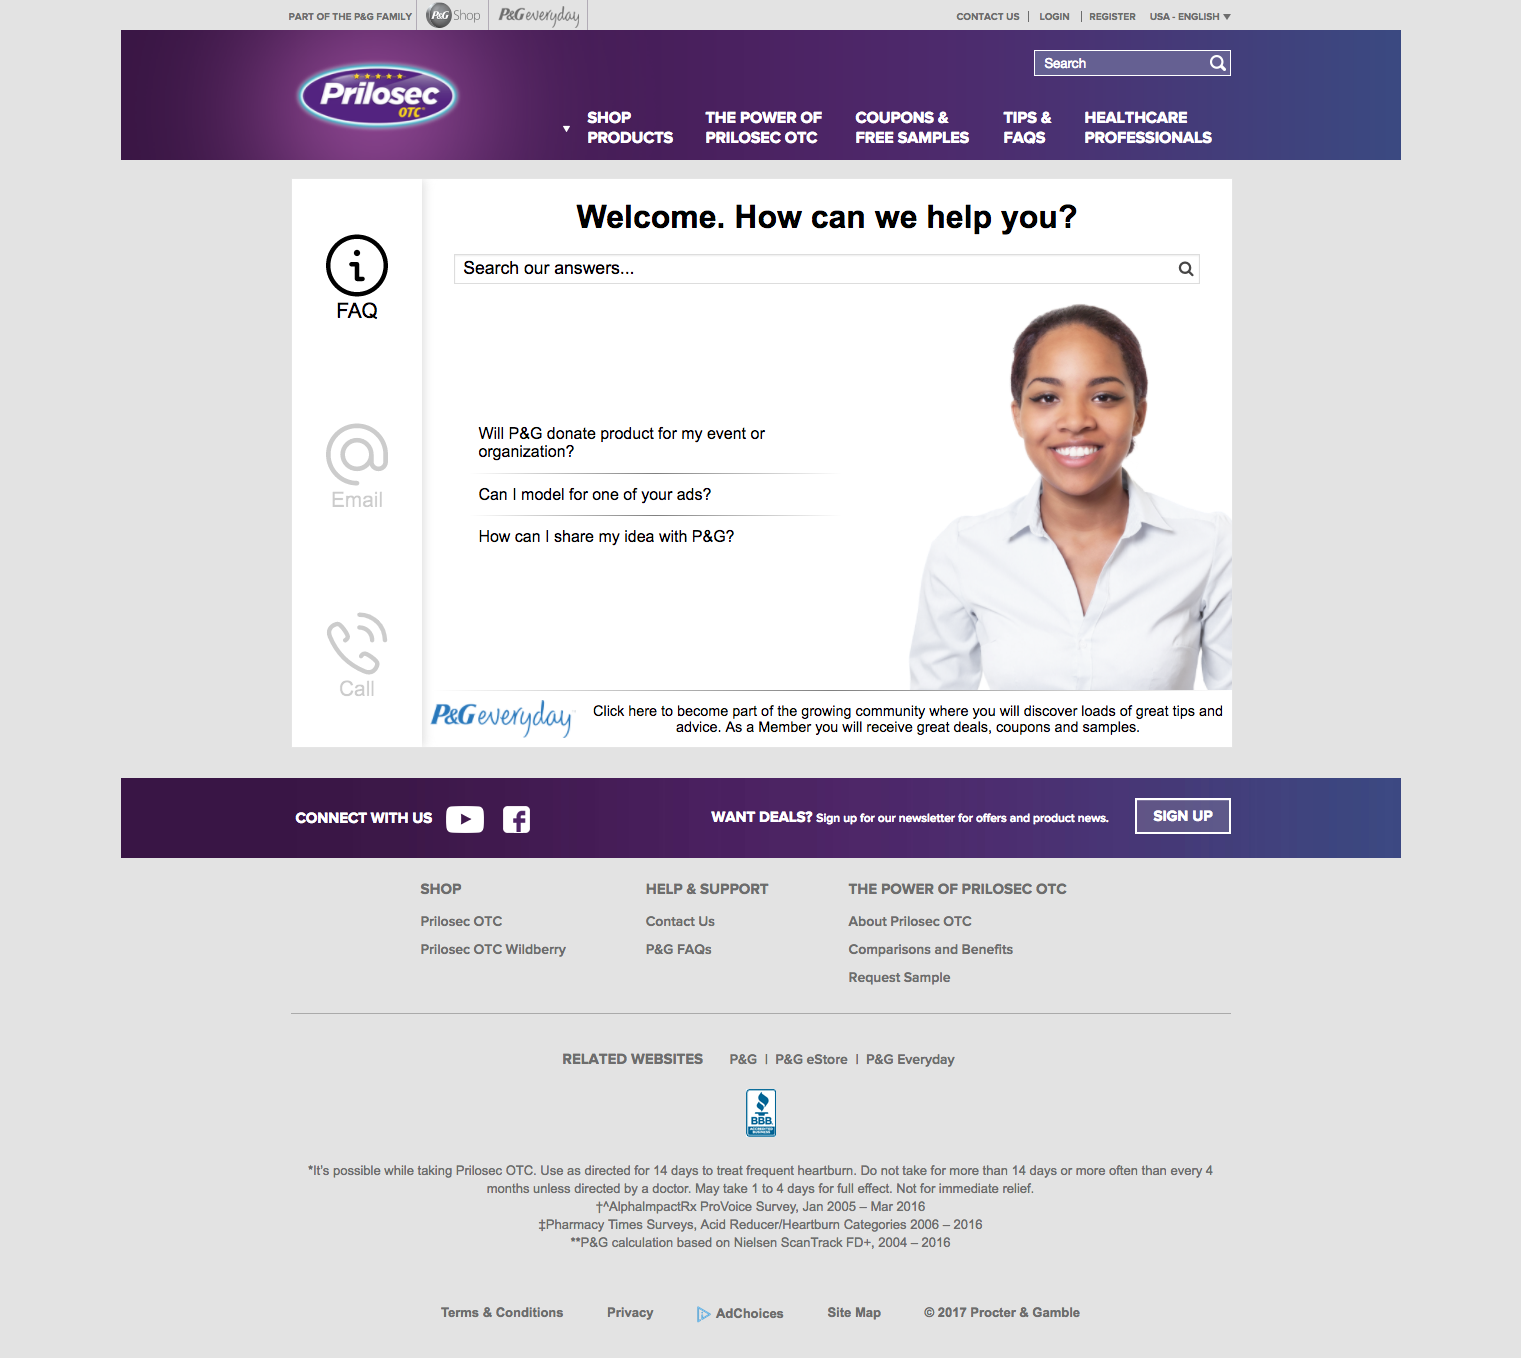 PART OF THE P&G FAMILY
P&G Shop
P&G everyday
CONTACT US | LOGIN | REGISTER USA - ENGLISH
Prilosec
OTC
Search
SHOP
PRODUCTS
THE POWER OF
PRILOSEC OTC
COUPONS &
FREE SAMPLES
TIPS &
FAQS
HEALTHCARE
PROFESSIONALS
FAQ
Email
Call
Welcome. How can we help you?
Search our answers...
Will P&G donate product for my event or
organization?
Can I model for one of your ads?
How can I share my idea with P&G?
P&G everyday
Click here to become part of the growing community where you will discover loads of great tips and
advice. As a Member you will receive great deals, coupons and samples.
CONNECT WITH US
WANT DEALS? Sign up for our newsletter for offers and product news.
SIGN UP
SHOP
Prilosec OTC
Prilosec OTC Wildberry
HELP & SUPPORT
Contact Us
P&G FAQs
THE POWER OF PRILOSEC OTC
About Prilosec OTC
Comparisons and Benefits
Request Sample
RELATED WEBSITES P&G | P&G eStore | P&G Everyday
BBB
ACCREDITED
BUSINESS
*It's possible while taking Prilosec OTC. Use as directed for 14 days to treat frequent heartburn. Do not take for more than 14 days or more often than every 4
months unless directed by a doctor. May take 1 to 4 days for full effect. Not for immediate relief.
†^AlphaImpactRx ProVoice Survey, Jan 2005 – Mar 2016
‡Pharmacy Times Surveys, Acid Reducer/Heartburn Categories 2006 – 2016
**P&G calculation based on Nielsen ScanTrack FD+, 2004 – 2016
Terms & Conditions Privacy AdChoices Site Map © 2017 Procter & Gamble